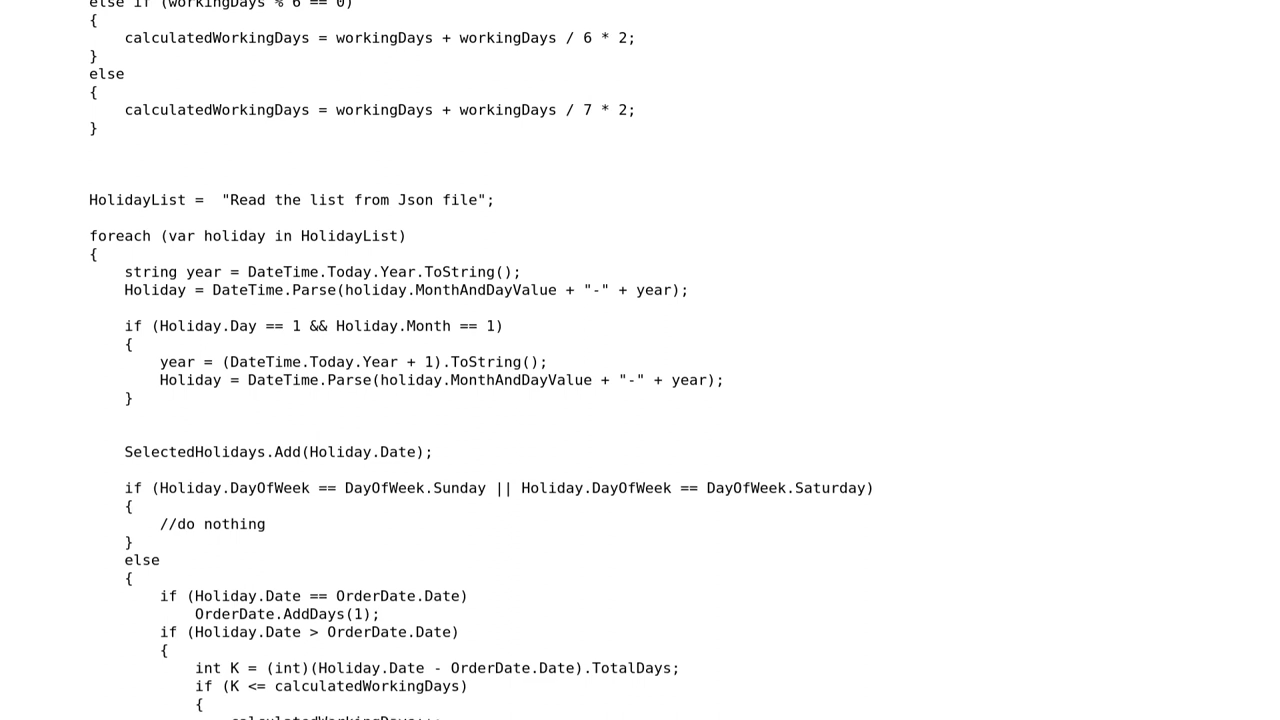 else if (workingDays % 6 == 0)
{
    calculatedWorkingDays = workingDays + workingDays / 6 * 2;
}
else
{
    calculatedWorkingDays = workingDays + workingDays / 7 * 2;
}
HolidayList =  "Read the list from Json file";
foreach (var holiday in HolidayList)
{
    string year = DateTime.Today.Year.ToString();
    Holiday = DateTime.Parse(holiday.MonthAndDayValue + "-" + year);
    if (Holiday.Day == 1 && Holiday.Month == 1)
    {
        year = (DateTime.Today.Year + 1).ToString();
        Holiday = DateTime.Parse(holiday.MonthAndDayValue + "-" + year);
    }
    SelectedHolidays.Add(Holiday.Date);
    if (Holiday.DayOfWeek == DayOfWeek.Sunday || Holiday.DayOfWeek == DayOfWeek.Saturday)
    {
        //do nothing
    }
    else
    {
        if (Holiday.Date == OrderDate.Date)
            OrderDate.AddDays(1);
        if (Holiday.Date > OrderDate.Date)
        {
            int K = (int)(Holiday.Date - OrderDate.Date).TotalDays;
            if (K <= calculatedWorkingDays)
            {